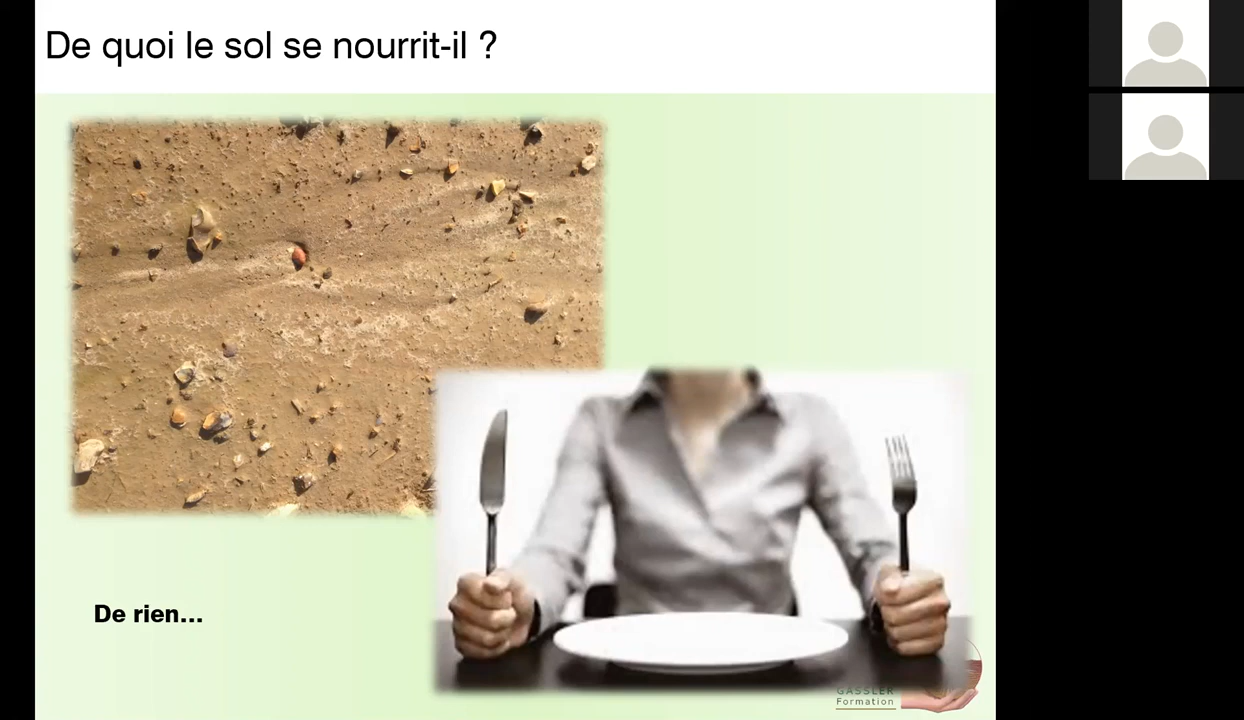 De quoi le sol se nourrit-il ?
De rien...
GASSLER
Formation